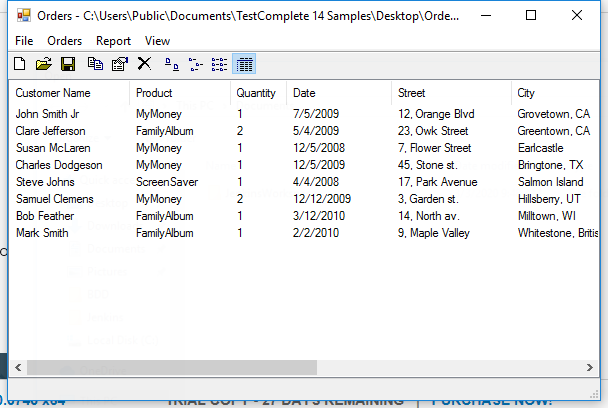 Orders - C:\Users\Public\Documents\TestComplete 14 Samples\Desktop\Orde...
File Orders Report View
Customer Name Product Quantity Date Street City
John Smith Jr MyMoney 1 7/5/2009 12, Orange Blvd Grovetown, CA
Clare Jefferson FamilyAlbum 2 5/4/2009 23, Owk Street Greentown, CA
Susan McLaren MyMoney 1 12/5/2008 7, Flower Street Earlcastle
Charles Dodgeson MyMoney 1 12/5/2009 45, Stone st. Bringtone, TX
Steve Johns ScreenSaver 1 4/4/2008 17, Park Avenue Salmon Island
Samuel Clemens MyMoney 2 12/12/2009 3, Garden st. Hillsberry, UT
Bob Feather FamilyAlbum 1 3/12/2010 14, North av. Milltown, WI
Mark Smith FamilyAlbum 1 2/2/2010 9, Maple Valley Whitestone, Britis
TRIAL COPY - 27 DAYS REMAINING | PURCHASE NOW!